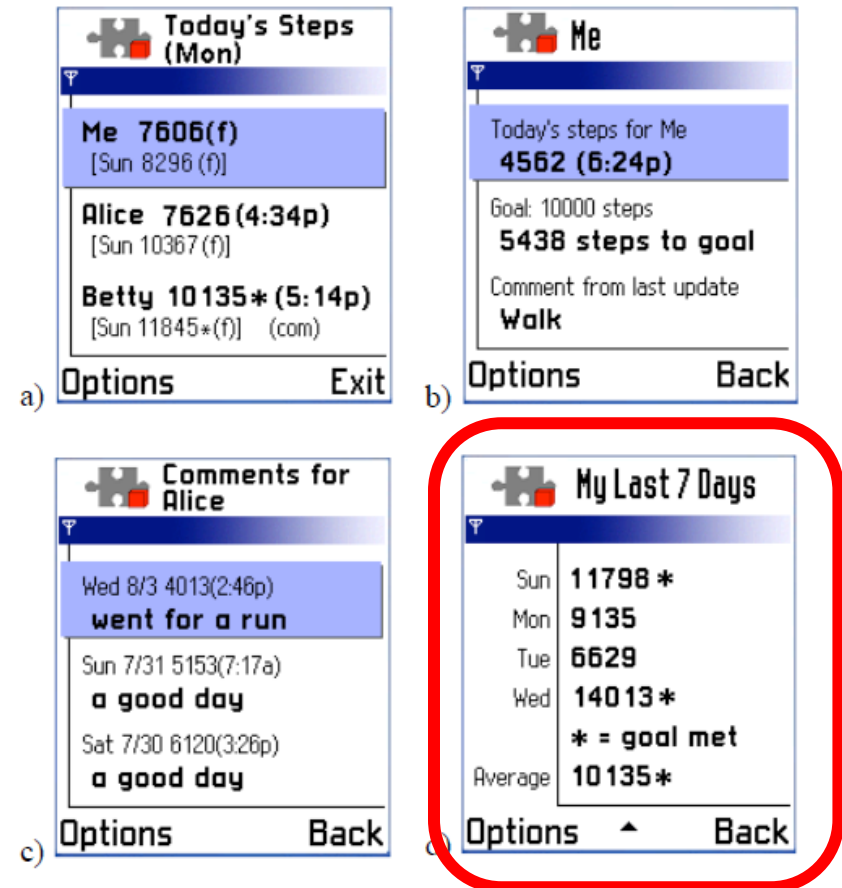 Today's Steps
(Mon)
Me 7606(f)
[Sun 8296 (f)]
Alice 7626 (4:34p)
[Sun 10367 (f)]
Betty 10135* (5:14p)
[Sun 11845*(f)] (com)
Options Exit
a)
Me
Today's steps for Me
4562 (6:24p)
Goal: 10000 steps
5438 steps to goal
Comment from last update
Walk
Options Back
b)
Comments for
Alice
Wed 8/3 4013(2:46p)
went for a run
Sun 7/31 5153(7:17a)
a good day
Sat 7/30 6120(3:26p)
a good day
Options Back
c)
My Last 7 Days
Sun 11798 *
Mon 9135
Tue 6629
Wed 14013 *
* = goal met
Average 10135*
Options Back
d)